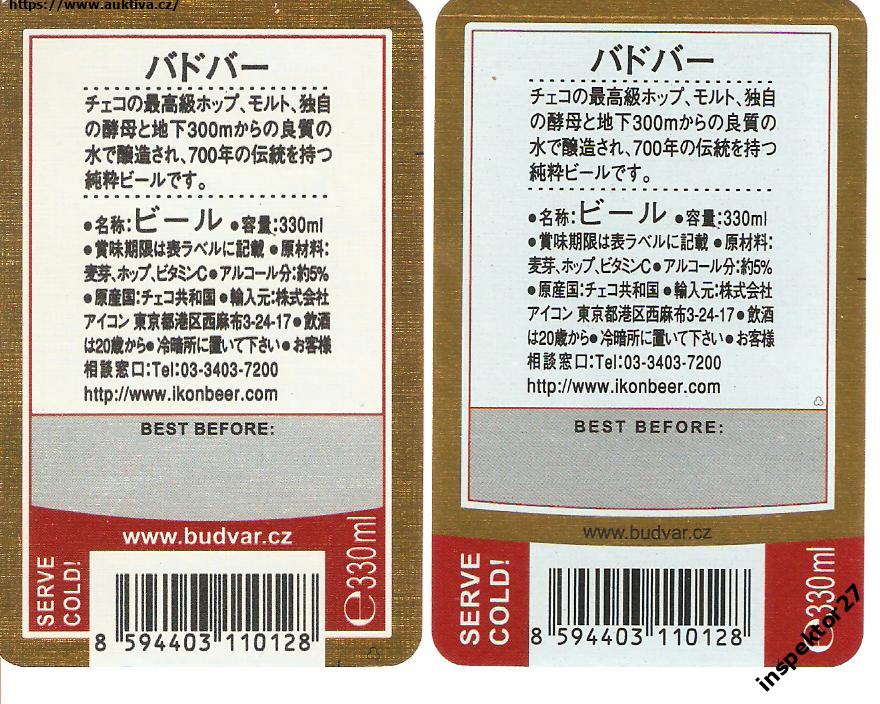 https://www.auktiva.cz/
バドバー
チェコの最高級ホップ、モルト、独自
の酵母と地下300mからの良質の
水で醸造され、700年の伝統を持つ
純粋ビールです。
●名称:ビール ●容量:330ml
●賞味期限は表ラベルに記載 ●原材料:
麦芽、ホップ、ビタミンC●アルコール分:約5%
●原産国:チェコ共和国 ●輸入元:株式会社
アイコン 東京都港区西麻布3-24-17●飲酒
は20歳から●冷暗所に置いて下さい●お客様
相談窓口:Tel:03-3403-7200
http://www.ikonbeer.com
BEST BEFORE:
www.budvar.cz
SERVE
COLD!
℮330ml
8 594403 110128
バドバー
チェコの最高級ホップ、モルト、独自
の酵母と地下300mからの良質の
水で醸造され、700年の伝統を持つ
純粋ビールです。
●名称:ビール ●容量:330ml
●賞味期限は表ラベルに記載 ●原材料:
麦芽、ホップ、ビタミンC●アルコール分:約5%
●原産国:チェコ共和国 ●輸入元:株式会社
アイコン 東京都港区西麻布3-24-17●飲酒
は20歳から●冷暗所に置いて下さい●お客様
相談窓口:Tel:03-3403-7200
http://www.ikonbeer.com
BEST BEFORE:
www.budvar.cz
SERVE
COLD!
℮330ml
8 594403 110128
inspektor27